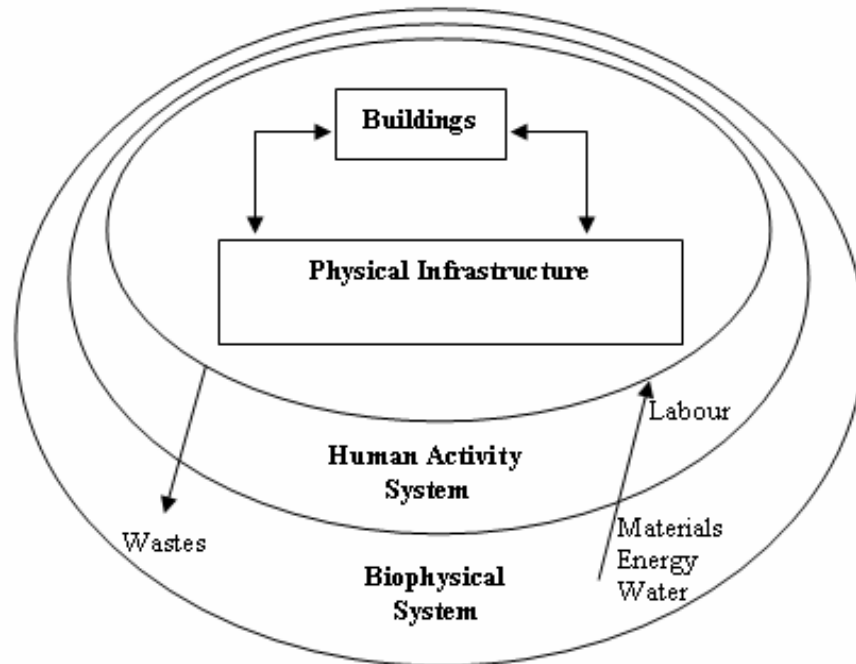 Buildings
Physical Infrastructure
Labour
Human Activity
System
Wastes
Materials
Energy
Water
Biophysical
System